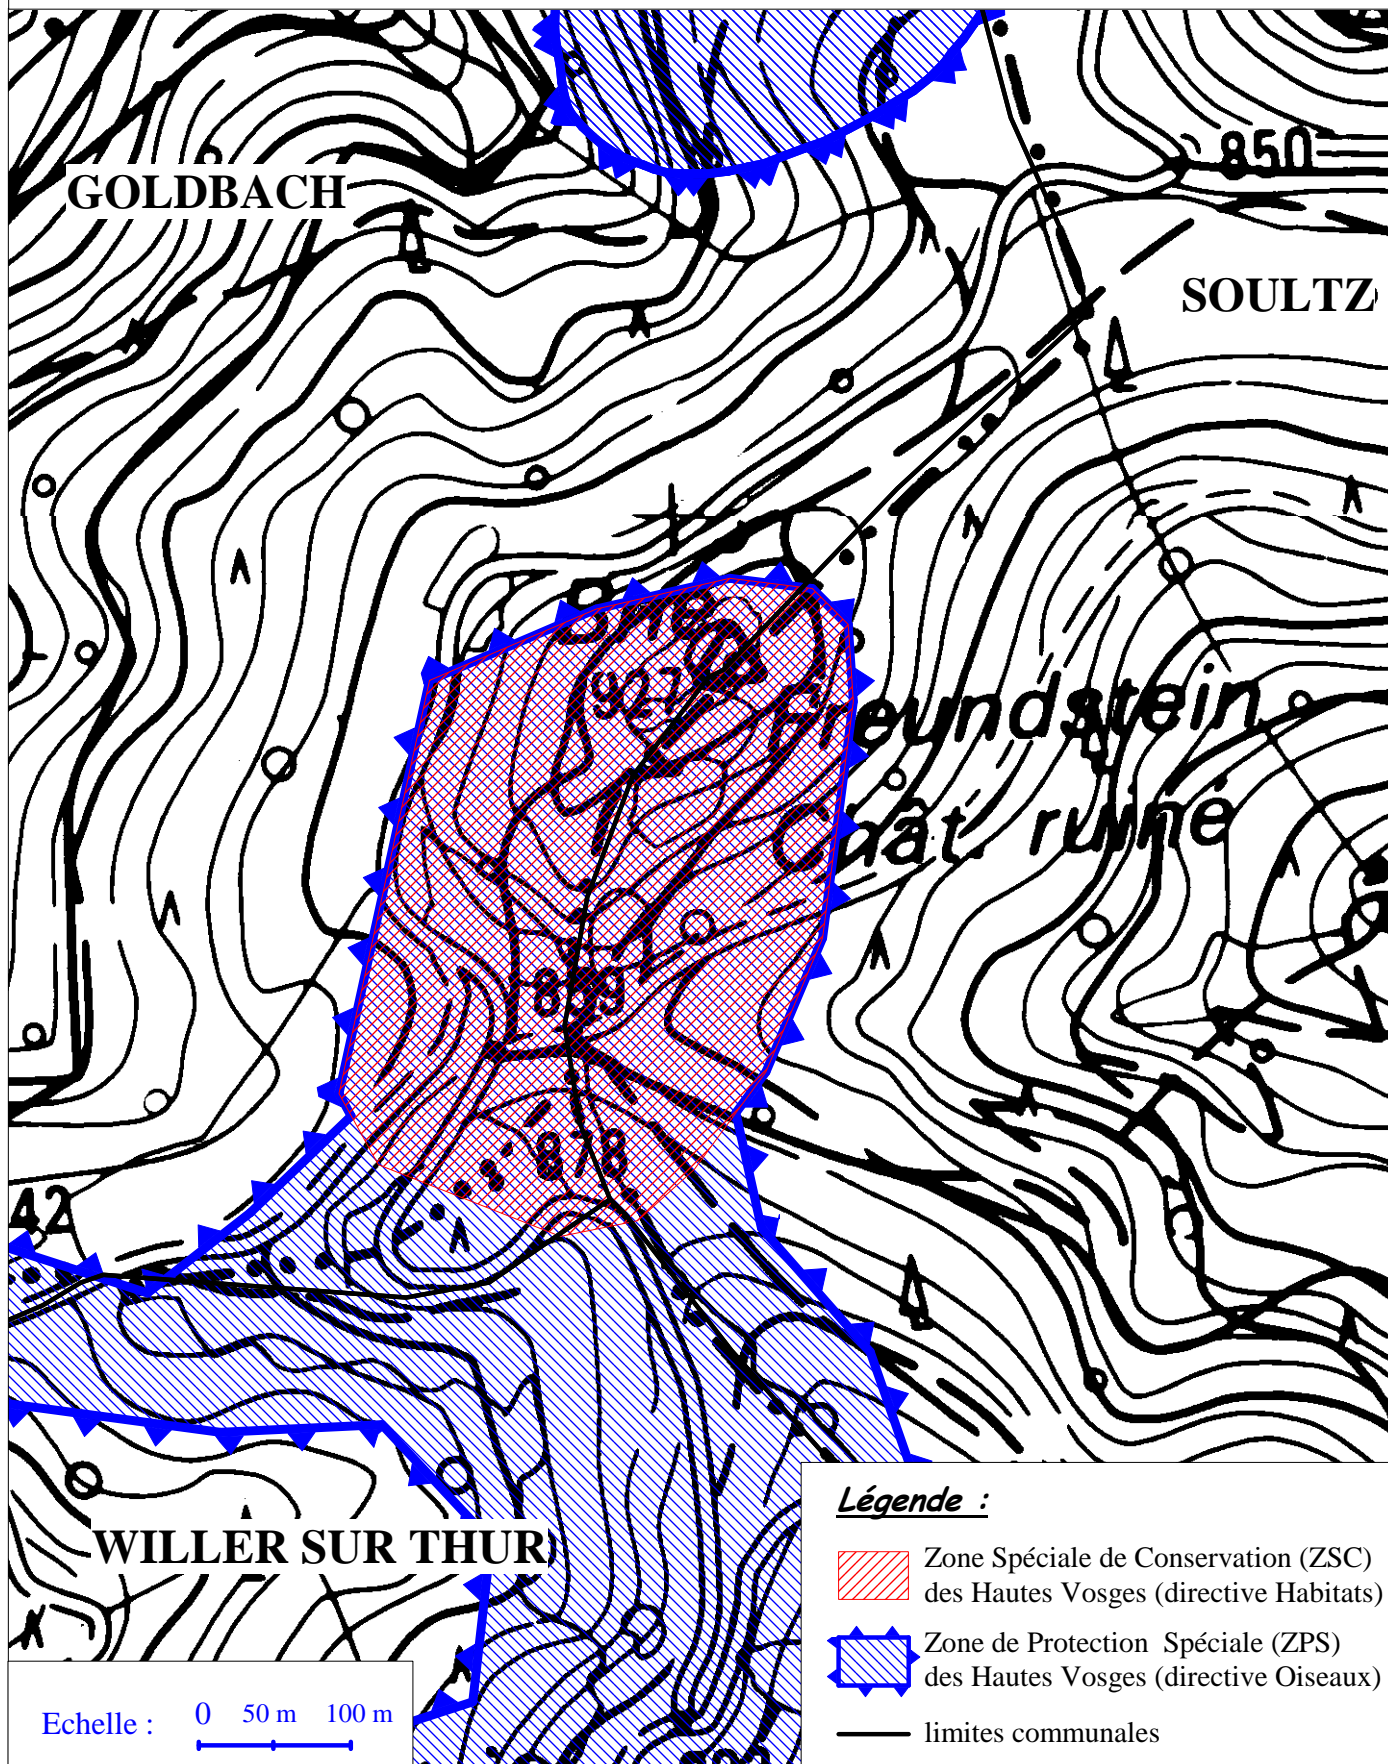 850
GOLDBACH
SOULTZ
927
Freundstein
Chât. ruiné
42
878
WILLER SUR THUR
Légende :
Zone Spéciale de Conservation (ZSC)
des Hautes Vosges (directive Habitats)
Zone de Protection Spéciale (ZPS)
des Hautes Vosges (directive Oiseaux)
limites communales
Echelle : 0 50 m 100 m